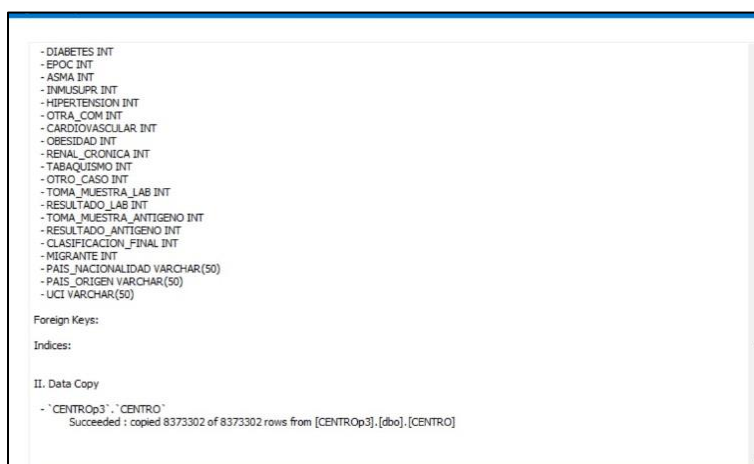 - DIABETES INT
- EPOC INT
- ASMA INT
- INMUSUPR INT
- HIPERTENSION INT
- OTRA_COM INT
- CARDIOVASCULAR INT
- OBESIDAD INT
- RENAL_CRONICA INT
- TABAQUISMO INT
- OTRO_CASO INT
- TOMA_MUESTRA_LAB INT
- RESULTADO_LAB INT
- TOMA_MUESTRA_ANTIGENO INT
- RESULTADO_ANTIGENO INT
- CLASIFICACION_FINAL INT
- MIGRANTE INT
- PAIS_NACIONALIDAD VARCHAR(50)
- PAIS_ORIGEN VARCHAR(50)
- UCI VARCHAR(50)
Foreign Keys:
Indices:
II. Data Copy
- `CENTROp3`.`CENTRO`
Succeeded : copied 8373302 of 8373302 rows from [CENTROp3].[dbo].[CENTRO]